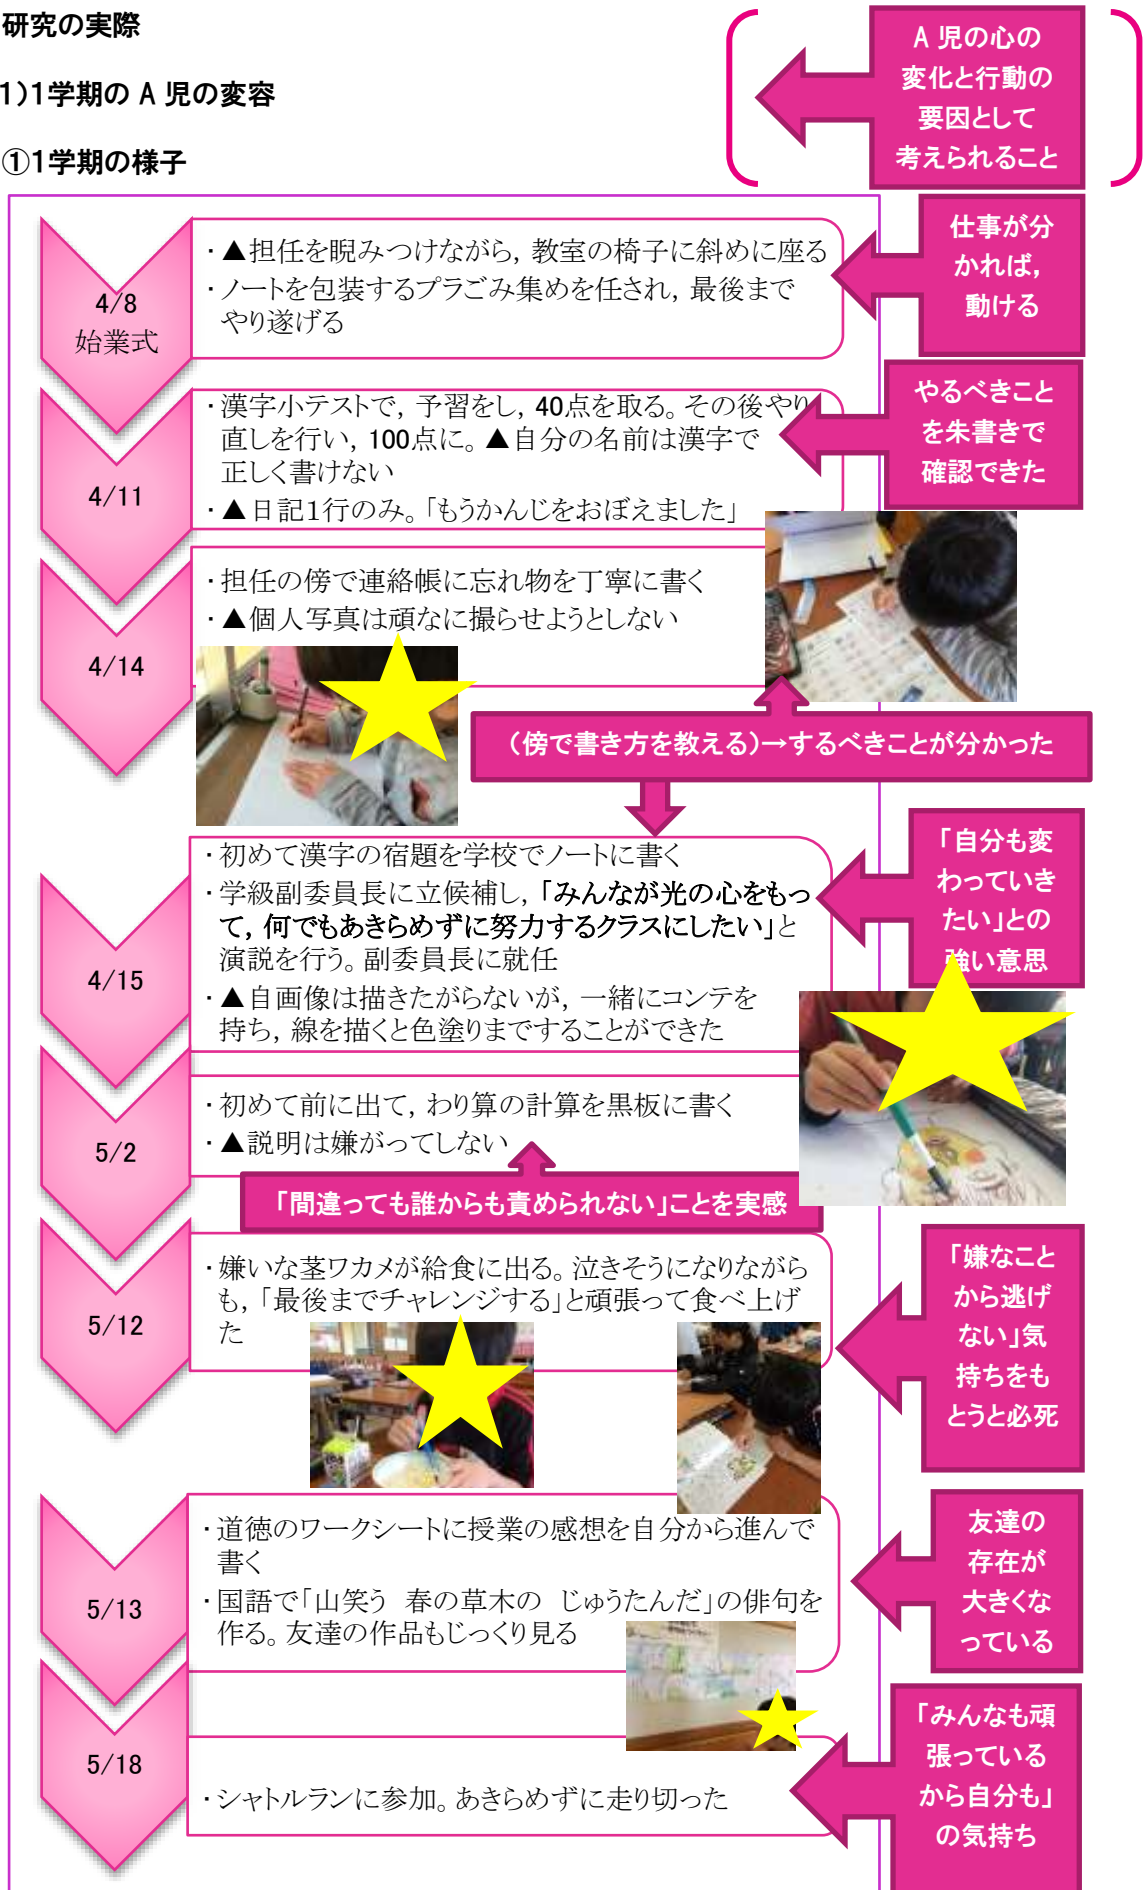 研究の実際
1)1学期の A 児の変容
①1学期の様子
A 児の心の
変化と行動の
要因として
考えられること
4/8
始業式
・▲担任を睨みつけながら，教室の椅子に斜めに座る
・ノートを包装するプラごみ集めを任され，最後まで
やり遂げる
仕事が分
かれば，
動ける
4/11
・漢字小テストで，予習をし，40点を取る。その後やり
直しを行い，100点に。▲自分の名前は漢字で
正しく書けない
・▲日記１行のみ。「もうかんじをおぼえました」
やるべきこと
を朱書きで
確認できた
4/14
・担任の傍で連絡帳に忘れ物を丁寧に書く
・▲個人写真は頑なに撮らせようとしない
（傍で書き方を教える）→するべきことが分かった
4/15
・初めて漢字の宿題を学校でノートに書く
・学級副委員長に立候補し，「みんなが光の心をもっ
て，何でもあきらめずに努力するクラスにしたい」と
演説を行う。副委員長に就任
・▲自画像は描きたがらないが，一緒にコンテを
持ち，線を描くと色塗りまですることができた
「自分も変
わっていき
たい」との
強い意思
5/2
・初めて前に出て，わり算の計算を黒板に書く
・▲説明は嫌がってしない
「間違っても誰からも責められない」ことを実感
5/12
・嫌いな茎ワカメが給食に出る。泣きそうになりながら
も，「最後までチャレンジする」と頑張って食べ上げ
た
「嫌なこと
から逃げ
ない」気
持ちをも
とうと必死
5/13
・道徳のワークシートに授業の感想を自分から進んで
書く
・国語で「山笑う　春の草木の　じゅうたんだ」の俳句を
作る。友達の作品もじっくり見る
友達の
存在が
大きくな
っている
5/18
・シャトルランに参加。あきらめずに走り切った
「みんなも頑
張っている
から自分も」
の気持ち